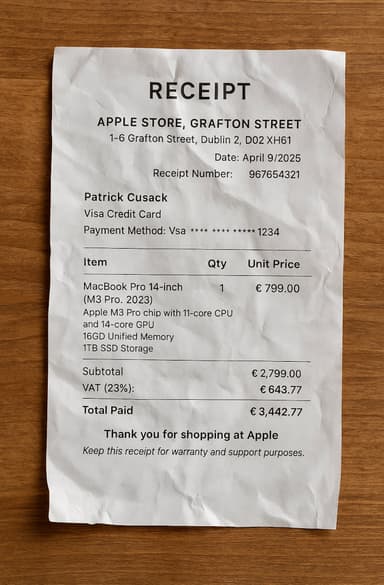 RECEIPT
APPLE STORE, GRAFTON STREET
1-6 Grafton Street, Dublin 2, D02 XH61
Date: April 9/2025
Receipt Number: 967654321
Patrick Cusack
Visa Credit Card
Payment Method: Vsa **** **** ***** 1234
Item Qty Unit Price
MacBook Pro 14-inch 1 € 799.00
(M3 Pro. 2023)
Apple M3 Pro chip with 11-core CPU
and 14-core GPU
16GD Unified Memory
1TB SSD Storage
Subtotal € 2,799.00
VAT (23%): € 643.77
Total Paid € 3,442.77
Thank you for shopping at Apple
Keep this receipt for warranty and support purposes.